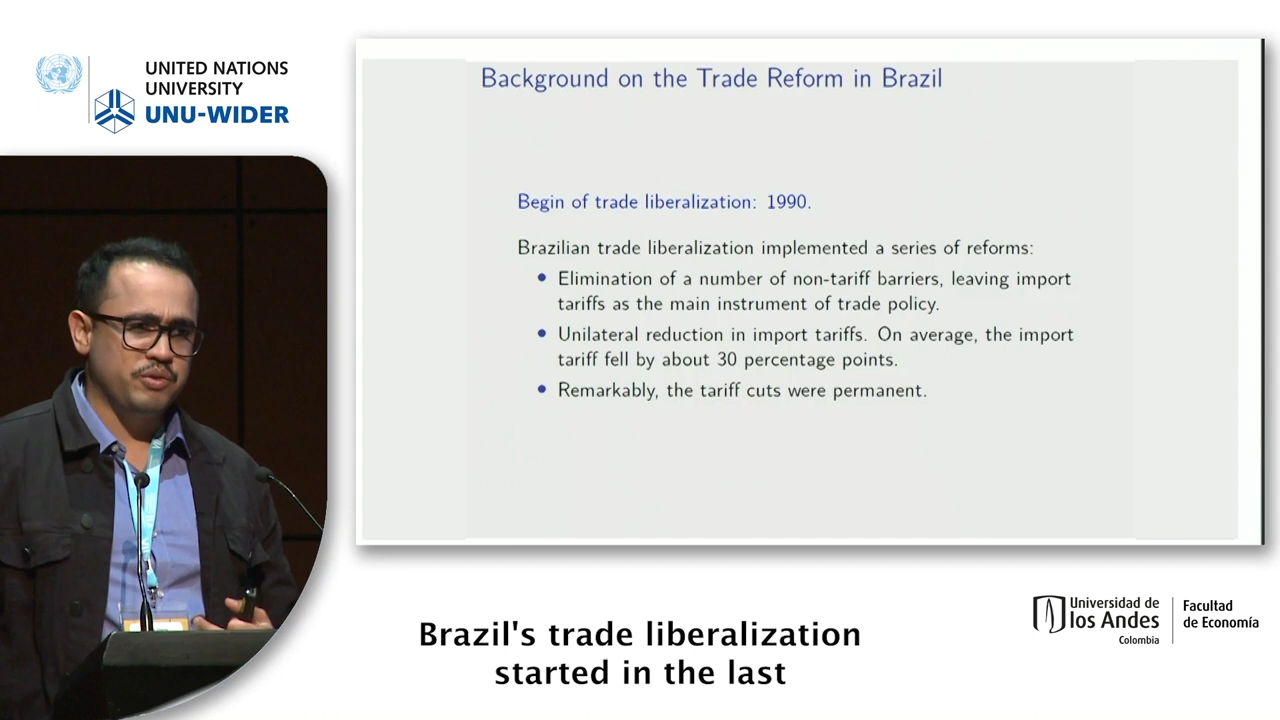 UNITED NATIONS
UNIVERSITY
UNU-WIDER
Background on the Trade Reform in Brazil
Begin of trade liberalization: 1990.
Brazilian trade liberalization implemented a series of reforms:
• Elimination of a number of non-tariff barriers, leaving import
tariffs as the main instrument of trade policy.
• Unilateral reduction in import tariffs. On average, the import
tariff fell by about 30 percentage points.
• Remarkably, the tariff cuts were permanent.
Universidad de
los Andes
Colombia
Facultad
de Economía
Brazil's trade liberalization
started in the last